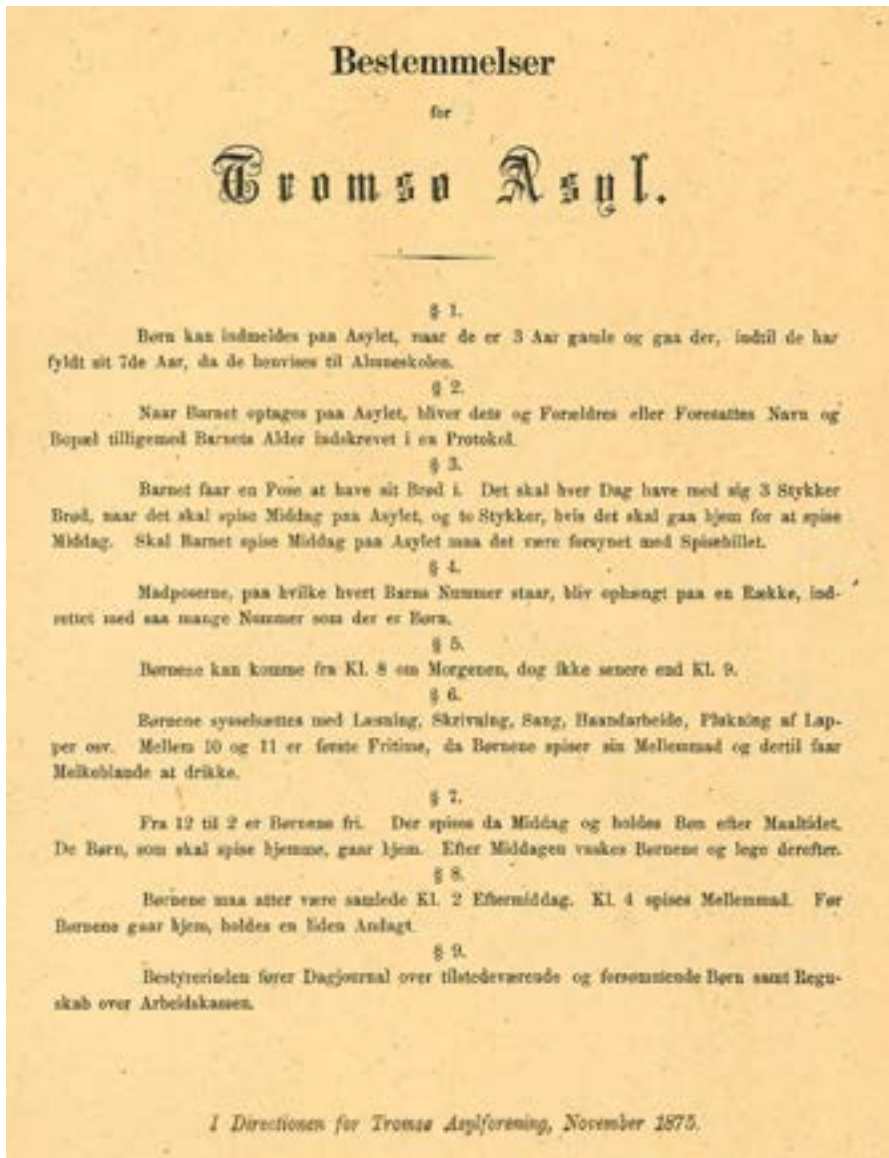 Bestemmelser
for
Tromsø Asyl.
§ 1.
Børn kan indmeldes paa Asylet, naar de er 3 Aar gamle og gaa der, indtil de har
fyldt sit 7de Aar, da de henvises til Almueskolen.
§ 2.
Naar Barnet optages paa Asylet, bliver dets og Forældres eller Foresattes Navn og
Bopæl tilligemed Barnets Alder indskrevet i en Protokol.
§ 3.
Barnet faar en Pose at have sit Brød i. Det skal hver Dag have med sig 3 Stykker
Brød, naar det skal spise Middag paa Asylet, og to Stykker, hvis det skal gaa hjem for at spise
Middag. Skal Barnet spise Middag paa Asylet maa det være forsynet med Spisebillet.
§ 4.
Madposerne, paa hvilke hvert Barns Nummer staar, bliv ophængt paa en Række, ind-
rettet med saa mange Nummer som der er Børn.
§ 5.
Børnene kan komme fra Kl. 8 om Morgenen, dog ikke senere end Kl. 9.
§ 6.
Børnene sysselsættes med Læsning, Skrivning, Sang, Haandarbeide, Plukning af Lap-
per osv. Mellem 10 og 11 er første Fritime, da Børnene spiser sin Mellemmad og dertil faar
Melkeblande at drikke.
§ 7.
Fra 12 til 2 er Børnene fri. Der spises da Middag og holdes Bøn efter Maaltidet.
De Børn, som skal spise hjemme, gaar hjem. Efter Middagen vaskes Børnene og lege derefter.
§ 8.
Børnene maa atter være samlede Kl. 2 Eftermiddag. Kl. 4 spises Mellemmad. Før
Børnene gaar hjem, holdes en liden Andagt.
§ 9.
Bestyrerinden fører Dagjournal over tilstedeværende og forsømmende Børn samt Regn-
skab over Arbeidskassen.
I Directionen for Tromsø Asylforening, November 1875.